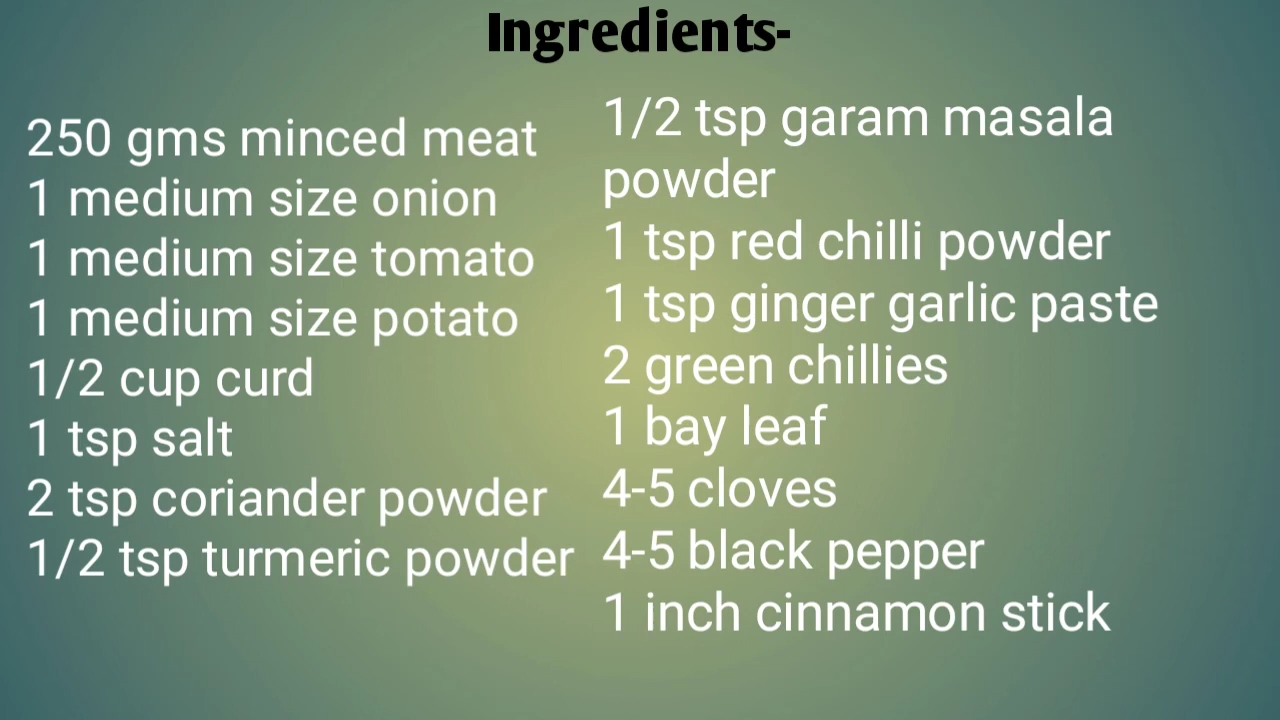 Ingredients-
250 gms minced meat
1 medium size onion
1 medium size tomato
1 medium size potato
1/2 cup curd
1 tsp salt
2 tsp coriander powder
1/2 tsp turmeric powder
1/2 tsp garam masala
powder
1 tsp red chilli powder
1 tsp ginger garlic paste
2 green chillies
1 bay leaf
4-5 cloves
4-5 black pepper
1 inch cinnamon stick